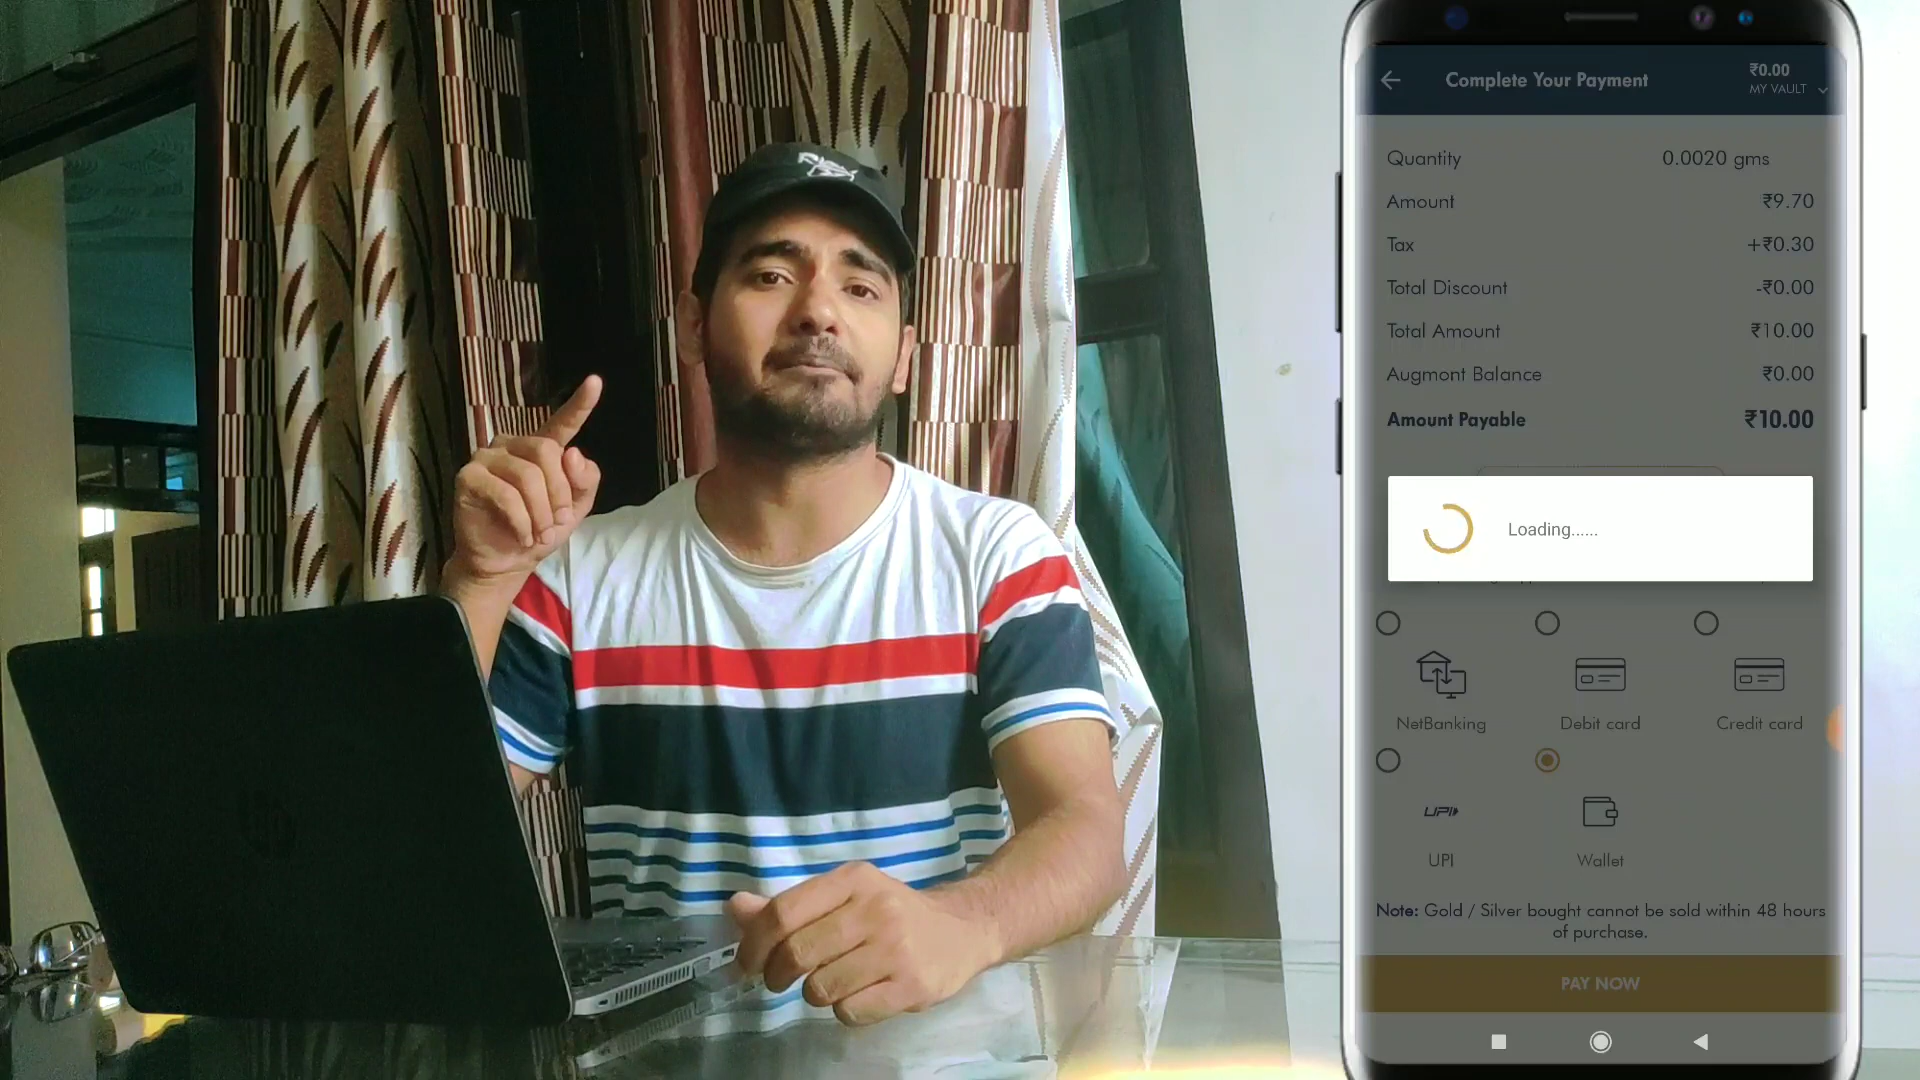 Complete Your Payment
₹0.00
MY VAULT
Quantity 0.0020 gms
Amount ₹9.70
Tax +₹0.30
Total Discount -₹0.00
Total Amount ₹10.00
Augmont Balance ₹0.00
Amount Payable ₹10.00
Loading......
NetBanking Debit card Credit card
UPI
UPI Wallet
Note: Gold / Silver bought cannot be sold within 48 hours
of purchase.
PAY NOW